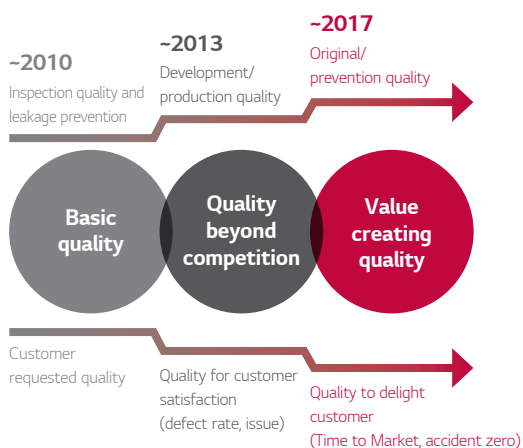 ~2010
Inspection quality and
leakage prevention
~2013
Development/
production quality
~2017
Original/
prevention quality
Basic
quality
Quality
beyond
competition
Value
creating
quality
Customer
requested quality
Quality for customer
satisfaction
(defect rate, issue)
Quality to delight
customer
(Time to Market, accident zero)